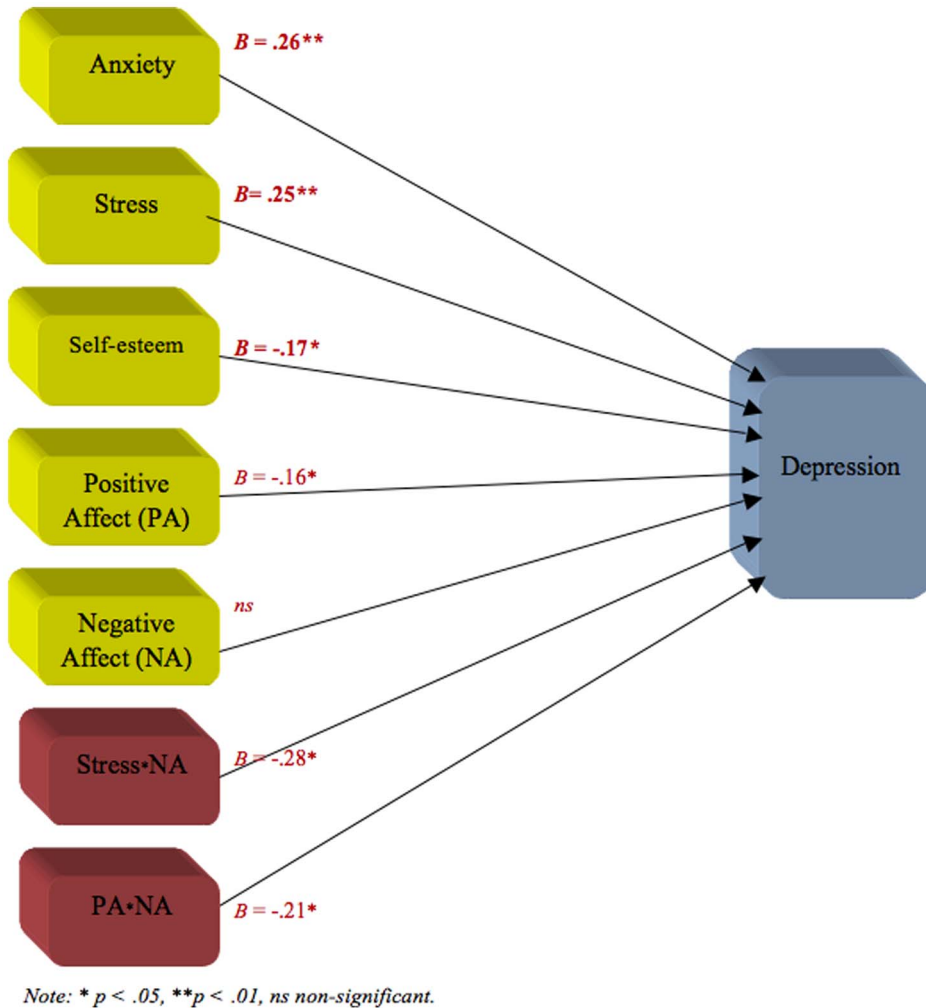 Anxiety
B = .26**
Stress
B= .25**
Self-esteem
B = -.17*
Positive
Affect (PA)
B = -.16*
Negative
Affect (NA)
ns
Stress*NA
B = -.28*
PA*NA
B = -.21*
Depression
Note: * p < .05, **p < .01, ns non-significant.